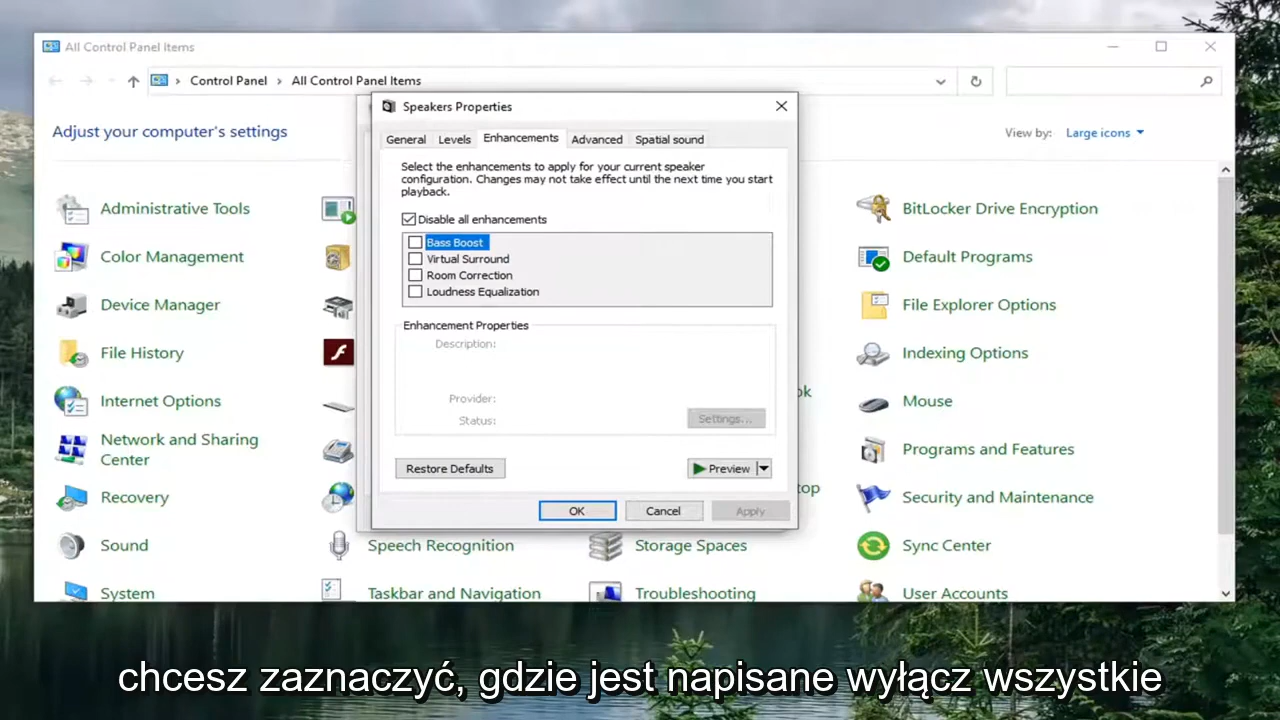 All Control Panel Items
Control Panel > All Control Panel Items
Adjust your computer's settings
View by: Large icons
Administrative Tools
Color Management
Device Manager
File History
Internet Options
Network and Sharing
Center
Recovery
Sound
System
Speakers Properties
General Levels Enhancements Advanced Spatial sound
Select the enhancements to apply for your current speaker
configuration. Changes may not take effect until the next time you start
playback.
Disable all enhancements
Bass Boost
Virtual Surround
Room Correction
Loudness Equalization
Enhancement Properties
Description:
Provider:
Status:
Settings...
Restore Defaults
Preview
OK Cancel Apply
Speech Recognition
Taskbar and Navigation
ok
top
Storage Spaces
Troubleshooting
BitLocker Drive Encryption
Default Programs
File Explorer Options
Indexing Options
Mouse
Programs and Features
Security and Maintenance
Sync Center
User Accounts
chcesz zaznaczyć, gdzie jest napisane wyłącz wszystkie